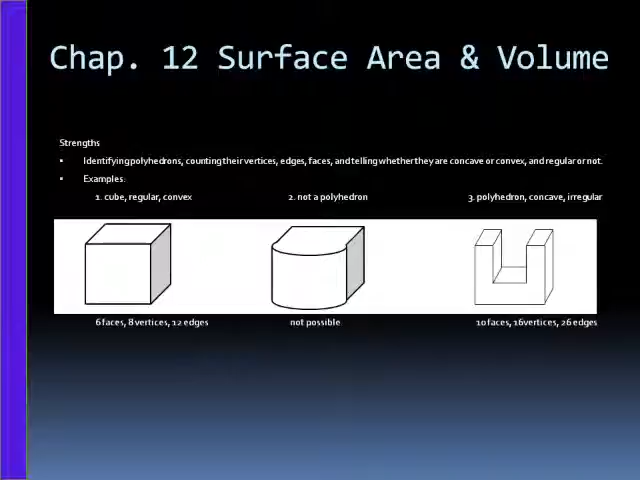 Chap. 12 Surface Area & Volume
Strengths
▪ Identifying polyhedrons, counting their vertices, edges, faces, and telling whether they are concave or convex, and regular or not.
▪ Examples:
1. cube, regular, convex 2. not a polyhedron 3. polyhedron, concave, irregular
6 faces, 8 vertices, 12 edges not possible 10 faces, 16 vertices, 26 edges